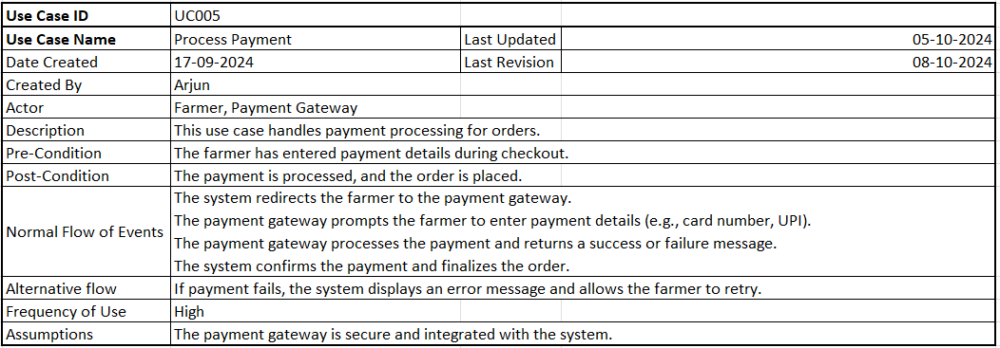 Use Case ID UC005
Use Case Name Process Payment Last Updated 05-10-2024
Date Created 17-09-2024 Last Revision 08-10-2024
Created By Arjun
Actor Farmer, Payment Gateway
Description This use case handles payment processing for orders.
Pre-Condition The farmer has entered payment details during checkout.
Post-Condition The payment is processed, and the order is placed.
Normal Flow of Events
The system redirects the farmer to the payment gateway.
The payment gateway prompts the farmer to enter payment details (e.g., card number, UPI).
The payment gateway processes the payment and returns a success or failure message.
The system confirms the payment and finalizes the order.
Alternative flow If payment fails, the system displays an error message and allows the farmer to retry.
Frequency of Use High
Assumptions The payment gateway is secure and integrated with the system.